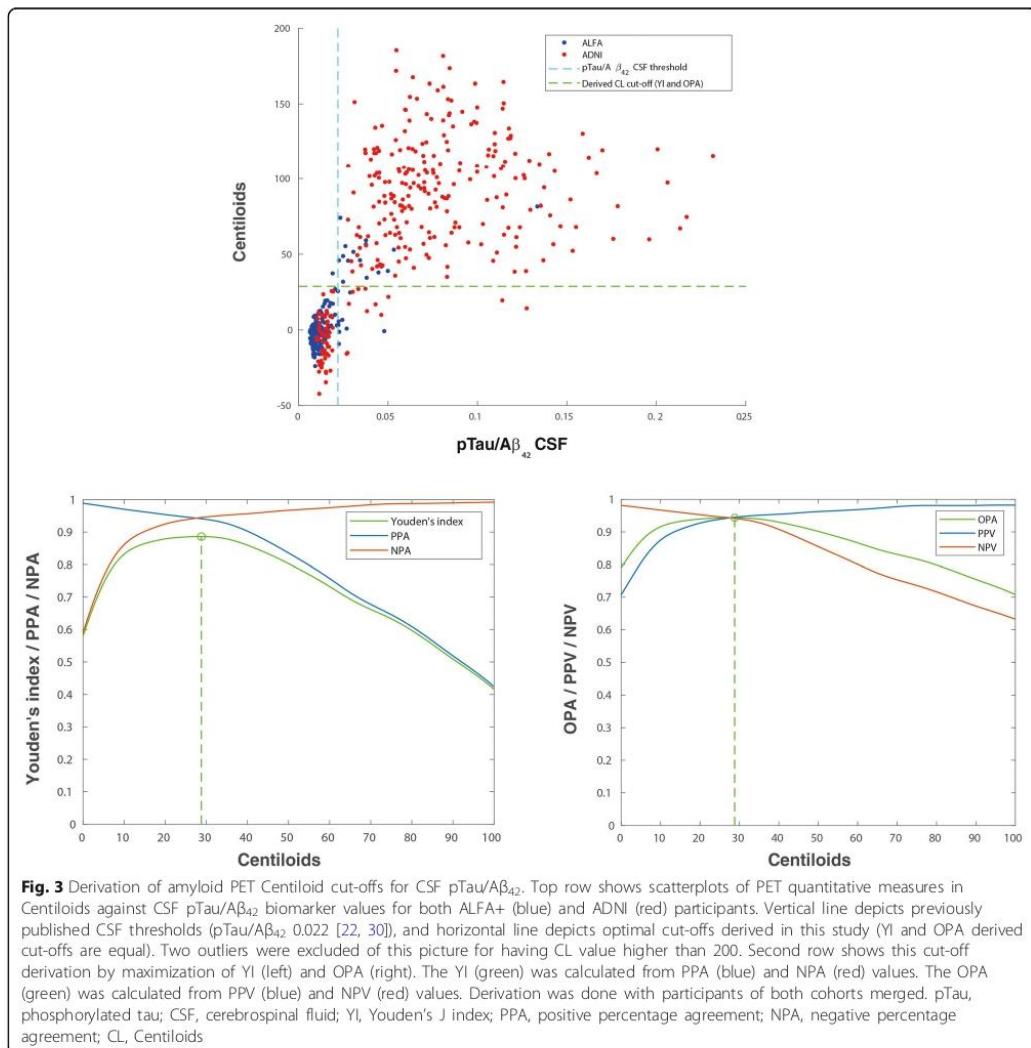 200
150
100
50
0
-50
Centiloids
ALFA
ADNI
pTau/A β42 CSF threshold
Derived CL cut-off (YI and OPA)
0
0.05
0.1
0.15
0. 2
025
pTau/Aβ42 CSF
1
0.9
0.8
0.7
0.6
0.5
0.4
0.3
0.2
0.1
0
Youden's index / PPA / NPA
Youden's index
PPA
NPA
0 10 20 30 40 50 60 70 80 90 100
Centiloids
1
0.9
0.8
0.7
0.6
0.5
0.4
0.3
0.2
0.1
0
OPA / PPV / NPV
OPA
PPV
NPV
0 10 20 30 40 50 60 70 80 90 100
Centiloids
Fig. 3 Derivation of amyloid PET Centiloid cut-offs for CSF pTau/Aβ42. Top row shows scatterplots of PET quantitative measures in
Centiloids against CSF pTau/Aβ42 biomarker values for both ALFA+ (blue) and ADNI (red) participants. Vertical line depicts previously
published CSF thresholds (pTau/Aβ42 0.022 [22, 30]), and horizontal line depicts optimal cut-offs derived in this study (YI and OPA derived
cut-offs are equal). Two outliers were excluded of this picture for having CL value higher than 200. Second row shows this cut-off
derivation by maximization of YI (left) and OPA (right). The YI (green) was calculated from PPA (blue) and NPA (red) values. The OPA
(green) was calculated from PPV (blue) and NPV (red) values. Derivation was done with participants of both cohorts merged. pTau,
phosphorylated tau; CSF, cerebrospinal fluid; YI, Youden's J index; PPA, positive percentage agreement; NPA, negative percentage
agreement; CL, Centiloids